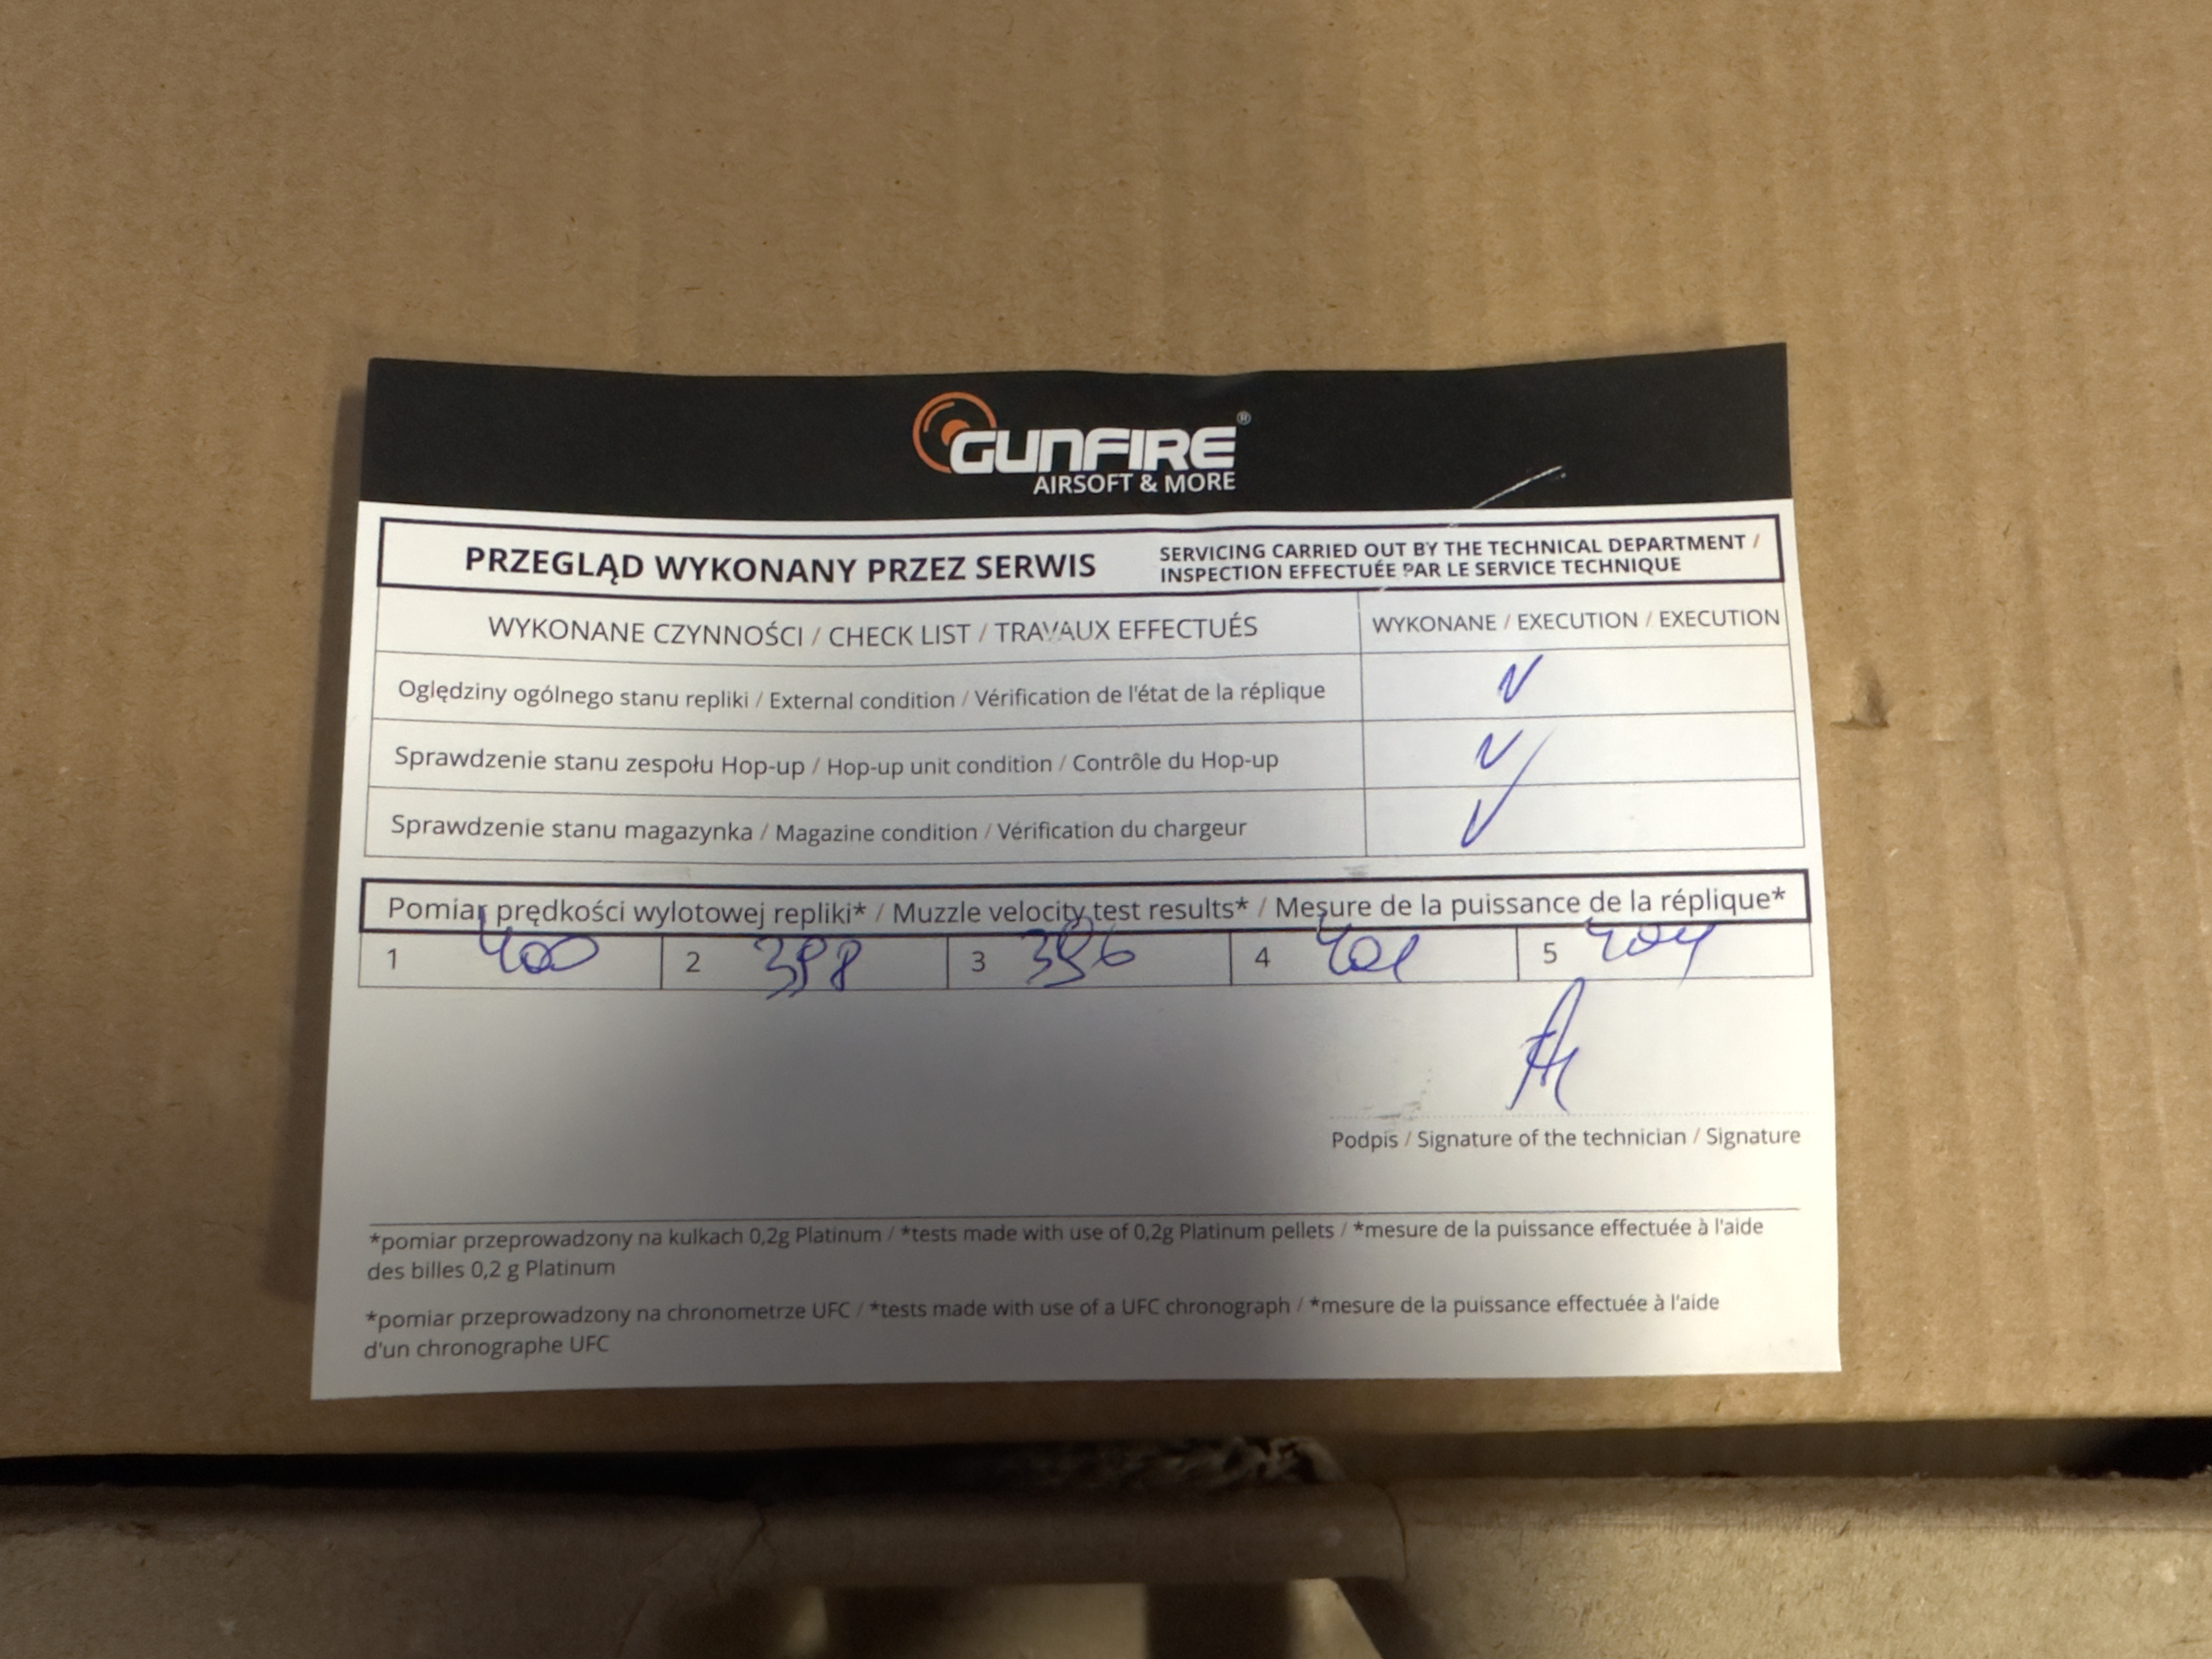 GUNFIRE®
AIRSOFT & MORE
PRZEGLĄD WYKONANY PRZEZ SERWIS
SERVICING CARRIED OUT BY THE TECHNICAL DEPARTMENT /
INSPECTION EFFECTUÉE PAR LE SERVICE TECHNIQUE
WYKONANE CZYNNOŚCI / CHECK LIST / TRAVAUX EFFECTUÉS
WYKONANE / EXECUTION / EXECUTION
Oględziny ogólnego stanu repliki / External condition / Vérification de l'état de la réplique
Sprawdzenie stanu zespołu Hop-up / Hop-up unit condition / Contrôle du Hop-up
Sprawdzenie stanu magazynka / Magazine condition / Vérification du chargeur
Pomiar prędkości wylotowej repliki* / Muzzle velocity test results* / Mesure de la puissance de la réplique*
1 400 2 398 3 396 4 401 5 404
Podpis / Signature of the technician / Signature
*pomiar przeprowadzony na kulkach 0,2g Platinum / *tests made with use of 0,2g Platinum pellets / *mesure de la puissance effectuée à l'aide
des billes 0,2 g Platinum
*pomiar przeprowadzony na chronometrze UFC / *tests made with use of a UFC chronograph / *mesure de la puissance effectuée à l'aide
d'un chronographe UFC